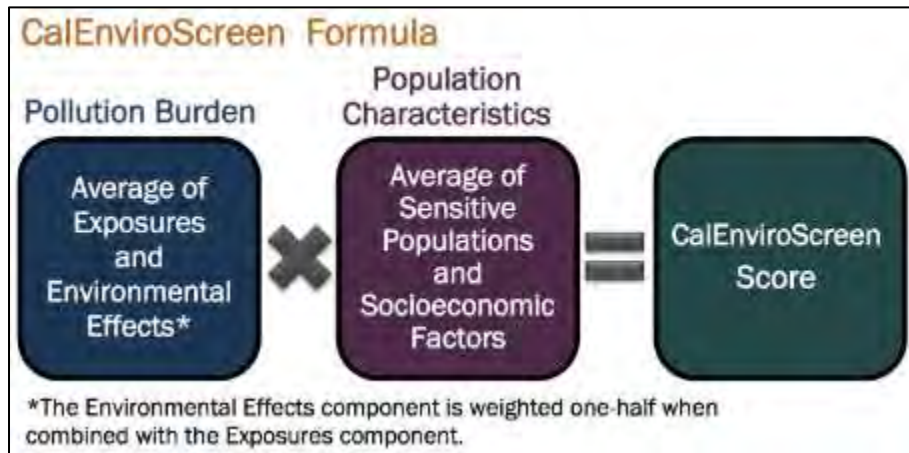 CalEnviroScreen Formula
Pollution Burden
Population
Characteristics
Average of
Exposures
and
Environmental
Effects*
Average of
Sensitive
Populations
and
Socioeconomic
Factors
CalEnviroScreen
Score
*The Environmental Effects component is weighted one-half when
combined with the Exposures component.